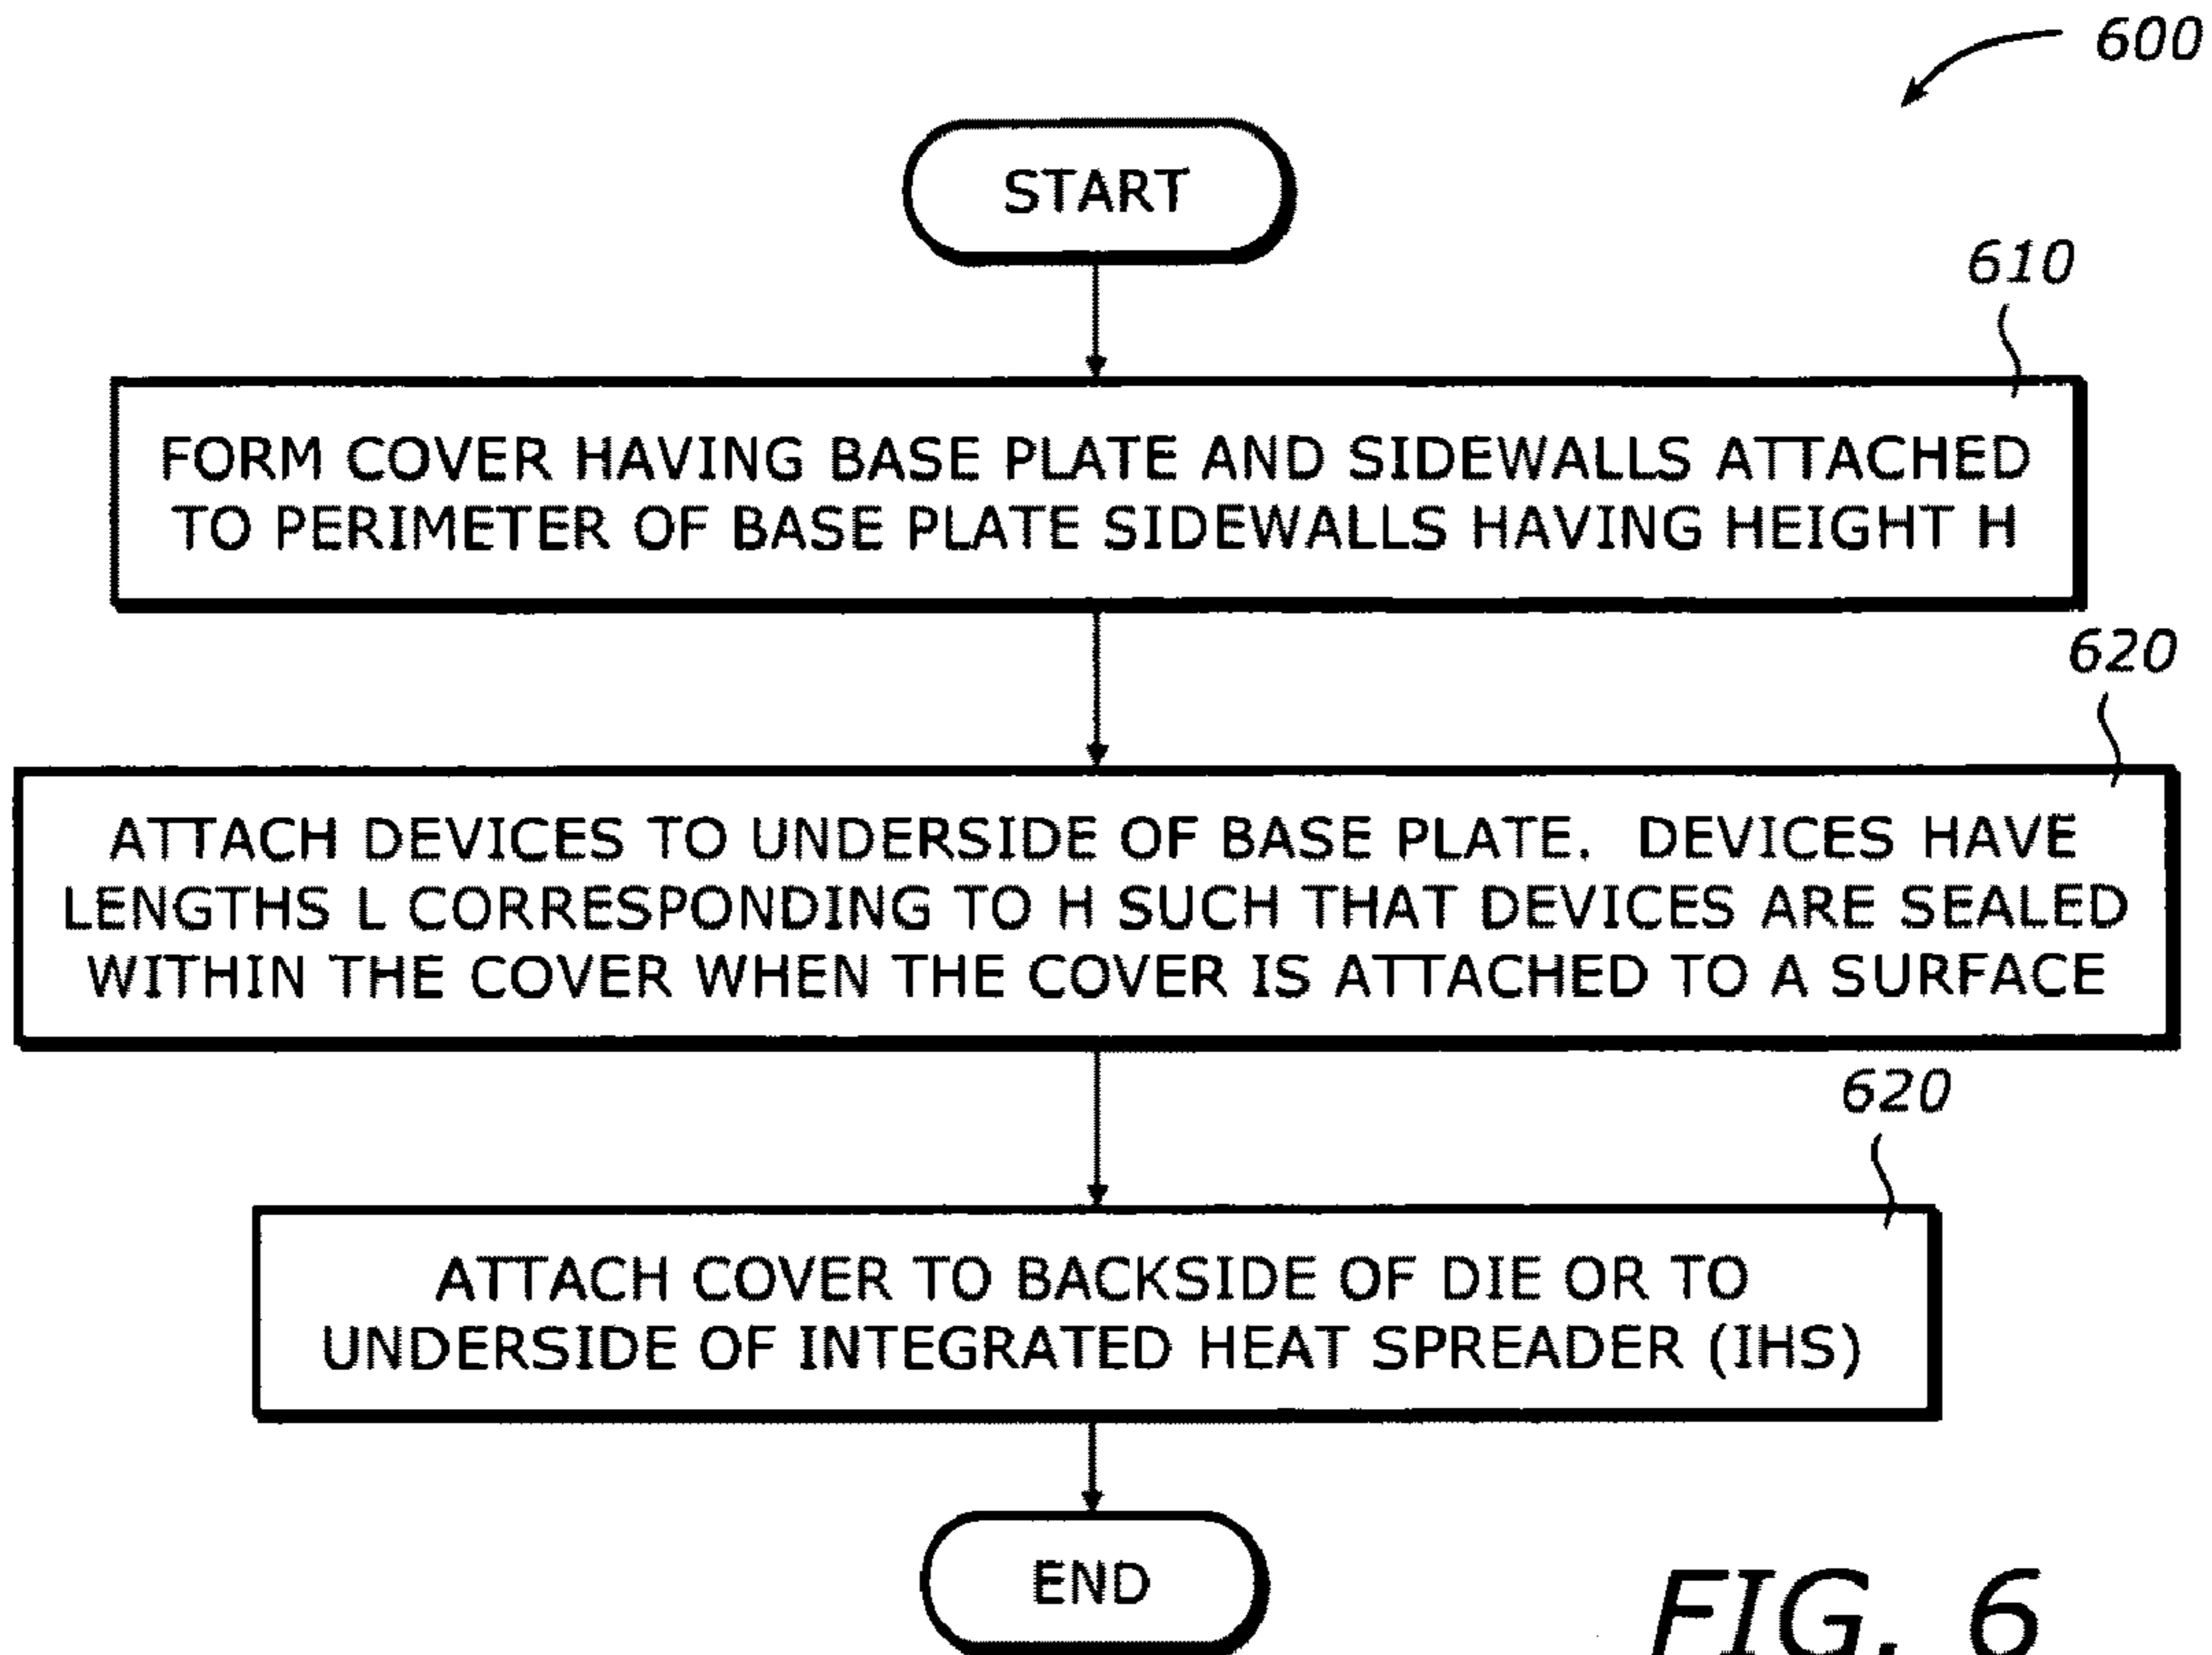 600
START
610
FORM COVER HAVING BASE PLATE AND SIDEWALLS ATTACHED
TO PERIMETER OF BASE PLATE SIDEWALLS HAVING HEIGHT H
620
ATTACH DEVICES TO UNDERSIDE OF BASE PLATE. DEVICES HAVE
LENGTHS L CORRESPONDING TO H SUCH THAT DEVICES ARE SEALED
WITHIN THE COVER WHEN THE COVER IS ATTACHED TO A SURFACE
620
ATTACH COVER TO BACKSIDE OF DIE OR TO
UNDERSIDE OF INTEGRATED HEAT SPREADER (IHS)
END
FIG. 6